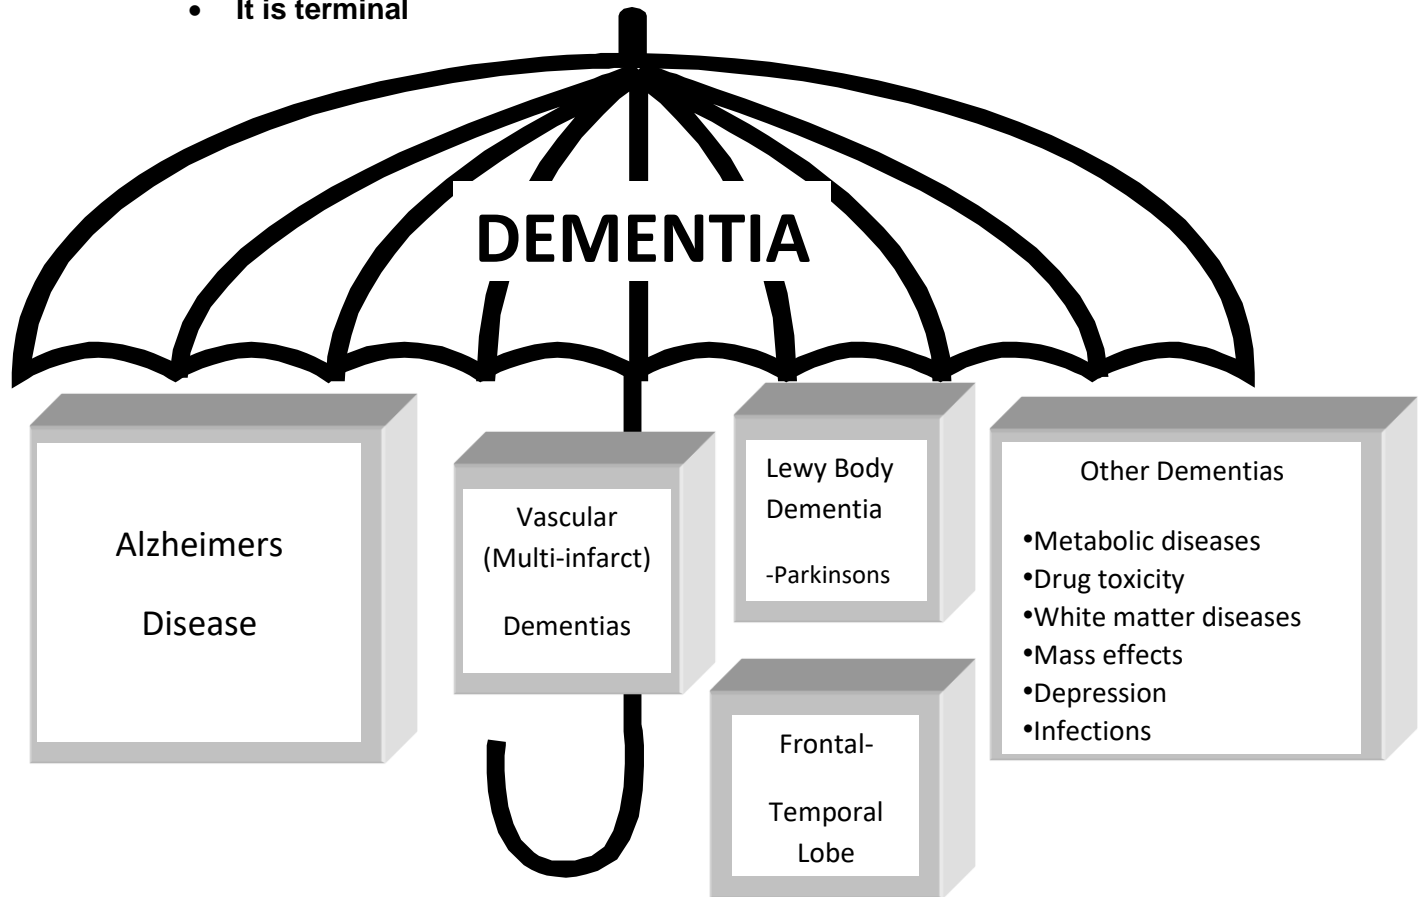 • It is terminal
DEMENTIA
Alzheimers
Disease
Vascular
(Multi-infarct)
Dementias
Lewy Body
Dementia
-Parkinsons
Frontal-
Temporal
Lobe
Other Dementias
•Metabolic diseases
•Drug toxicity
•White matter diseases
•Mass effects
•Depression
•Infections